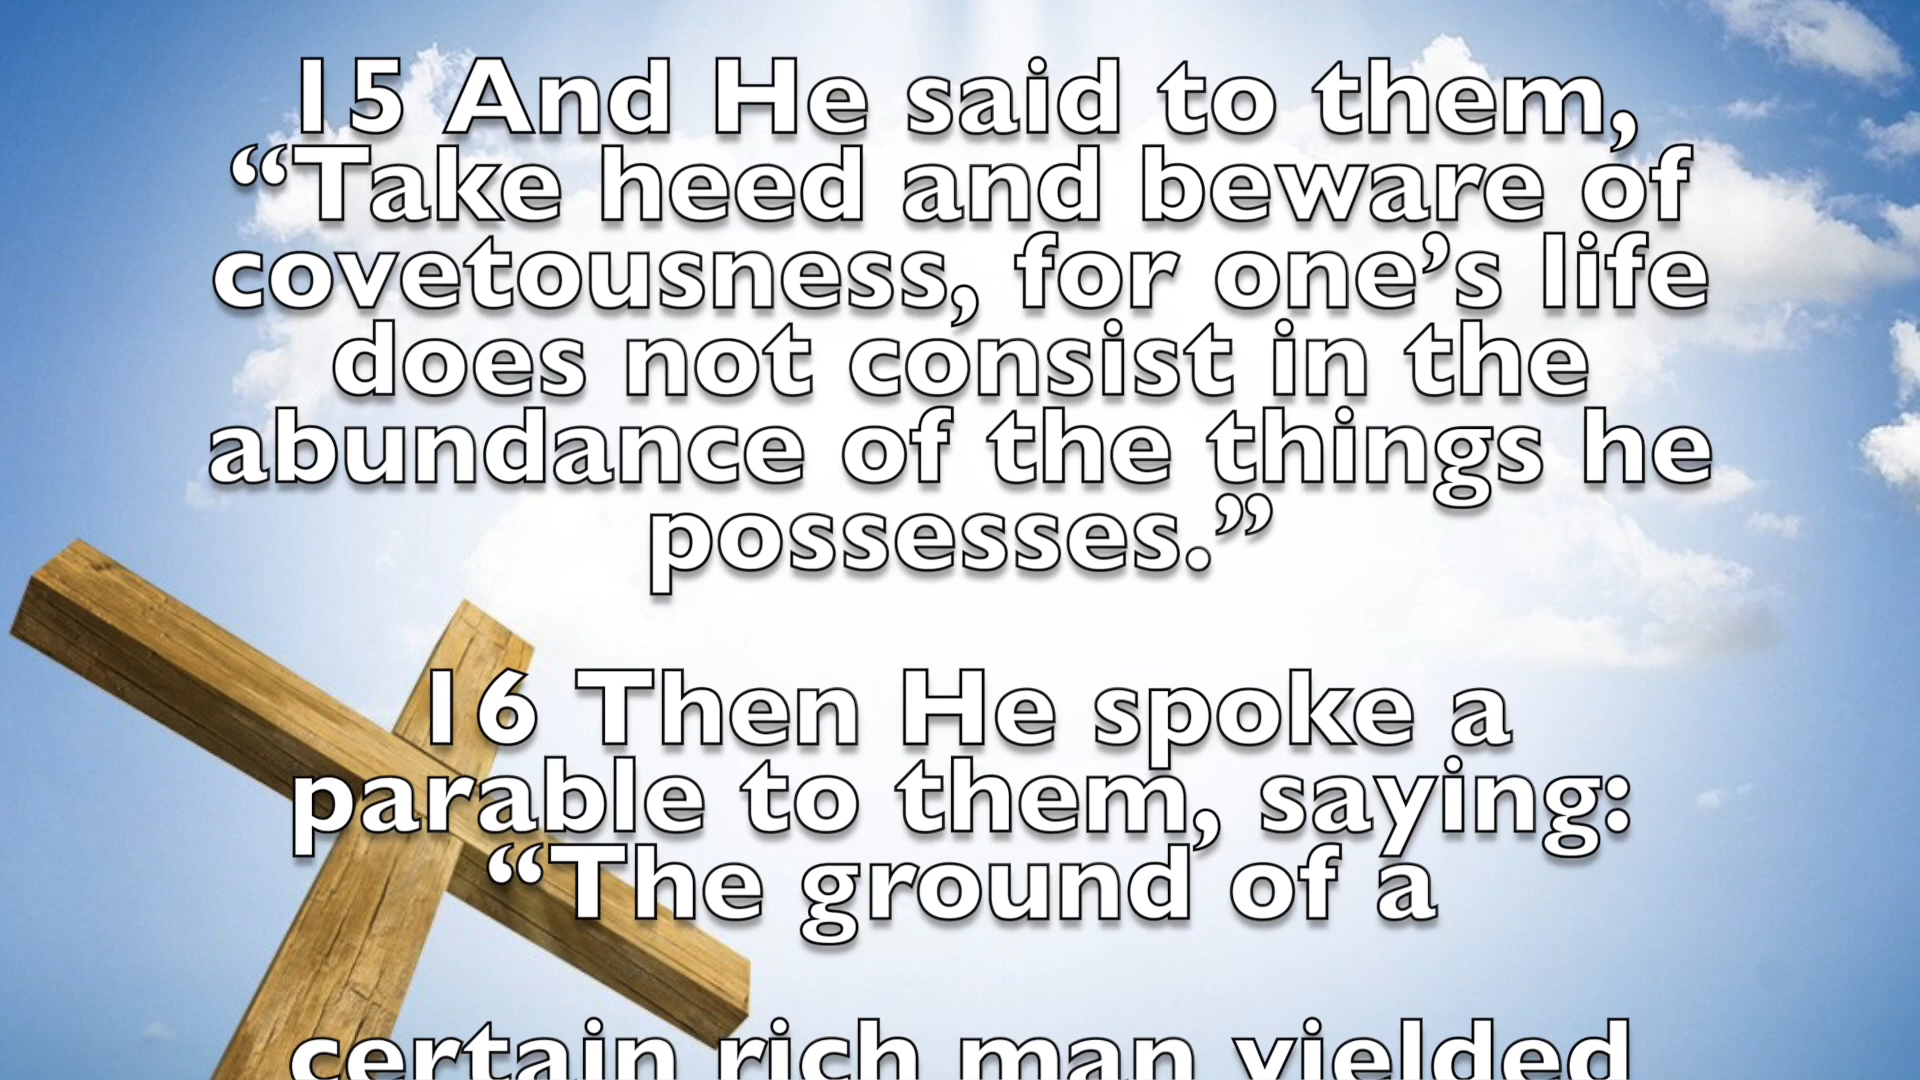 15 And He said to them,
“Take heed and beware of
covetousness, for one’s life
does not consist in the
abundance of the things he
possesses.”
16 Then He spoke a
parable to them, saying:
“The ground of a
certain rich man yielded